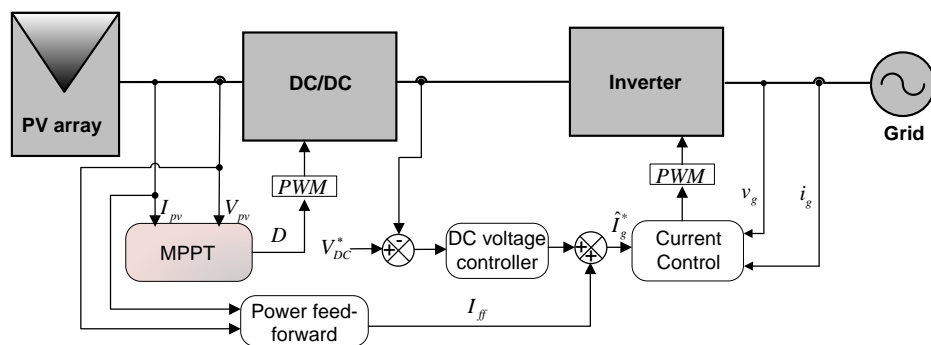 PV array
DC/DC
Inverter
Grid
PWM
PWM
I_pv
V_pv
D
MPPT
V*_DC
-
+
DC voltage
controller
+
+
Î*_g
Current
Control
v_g
i_g
Power feed-
forward
I_ff